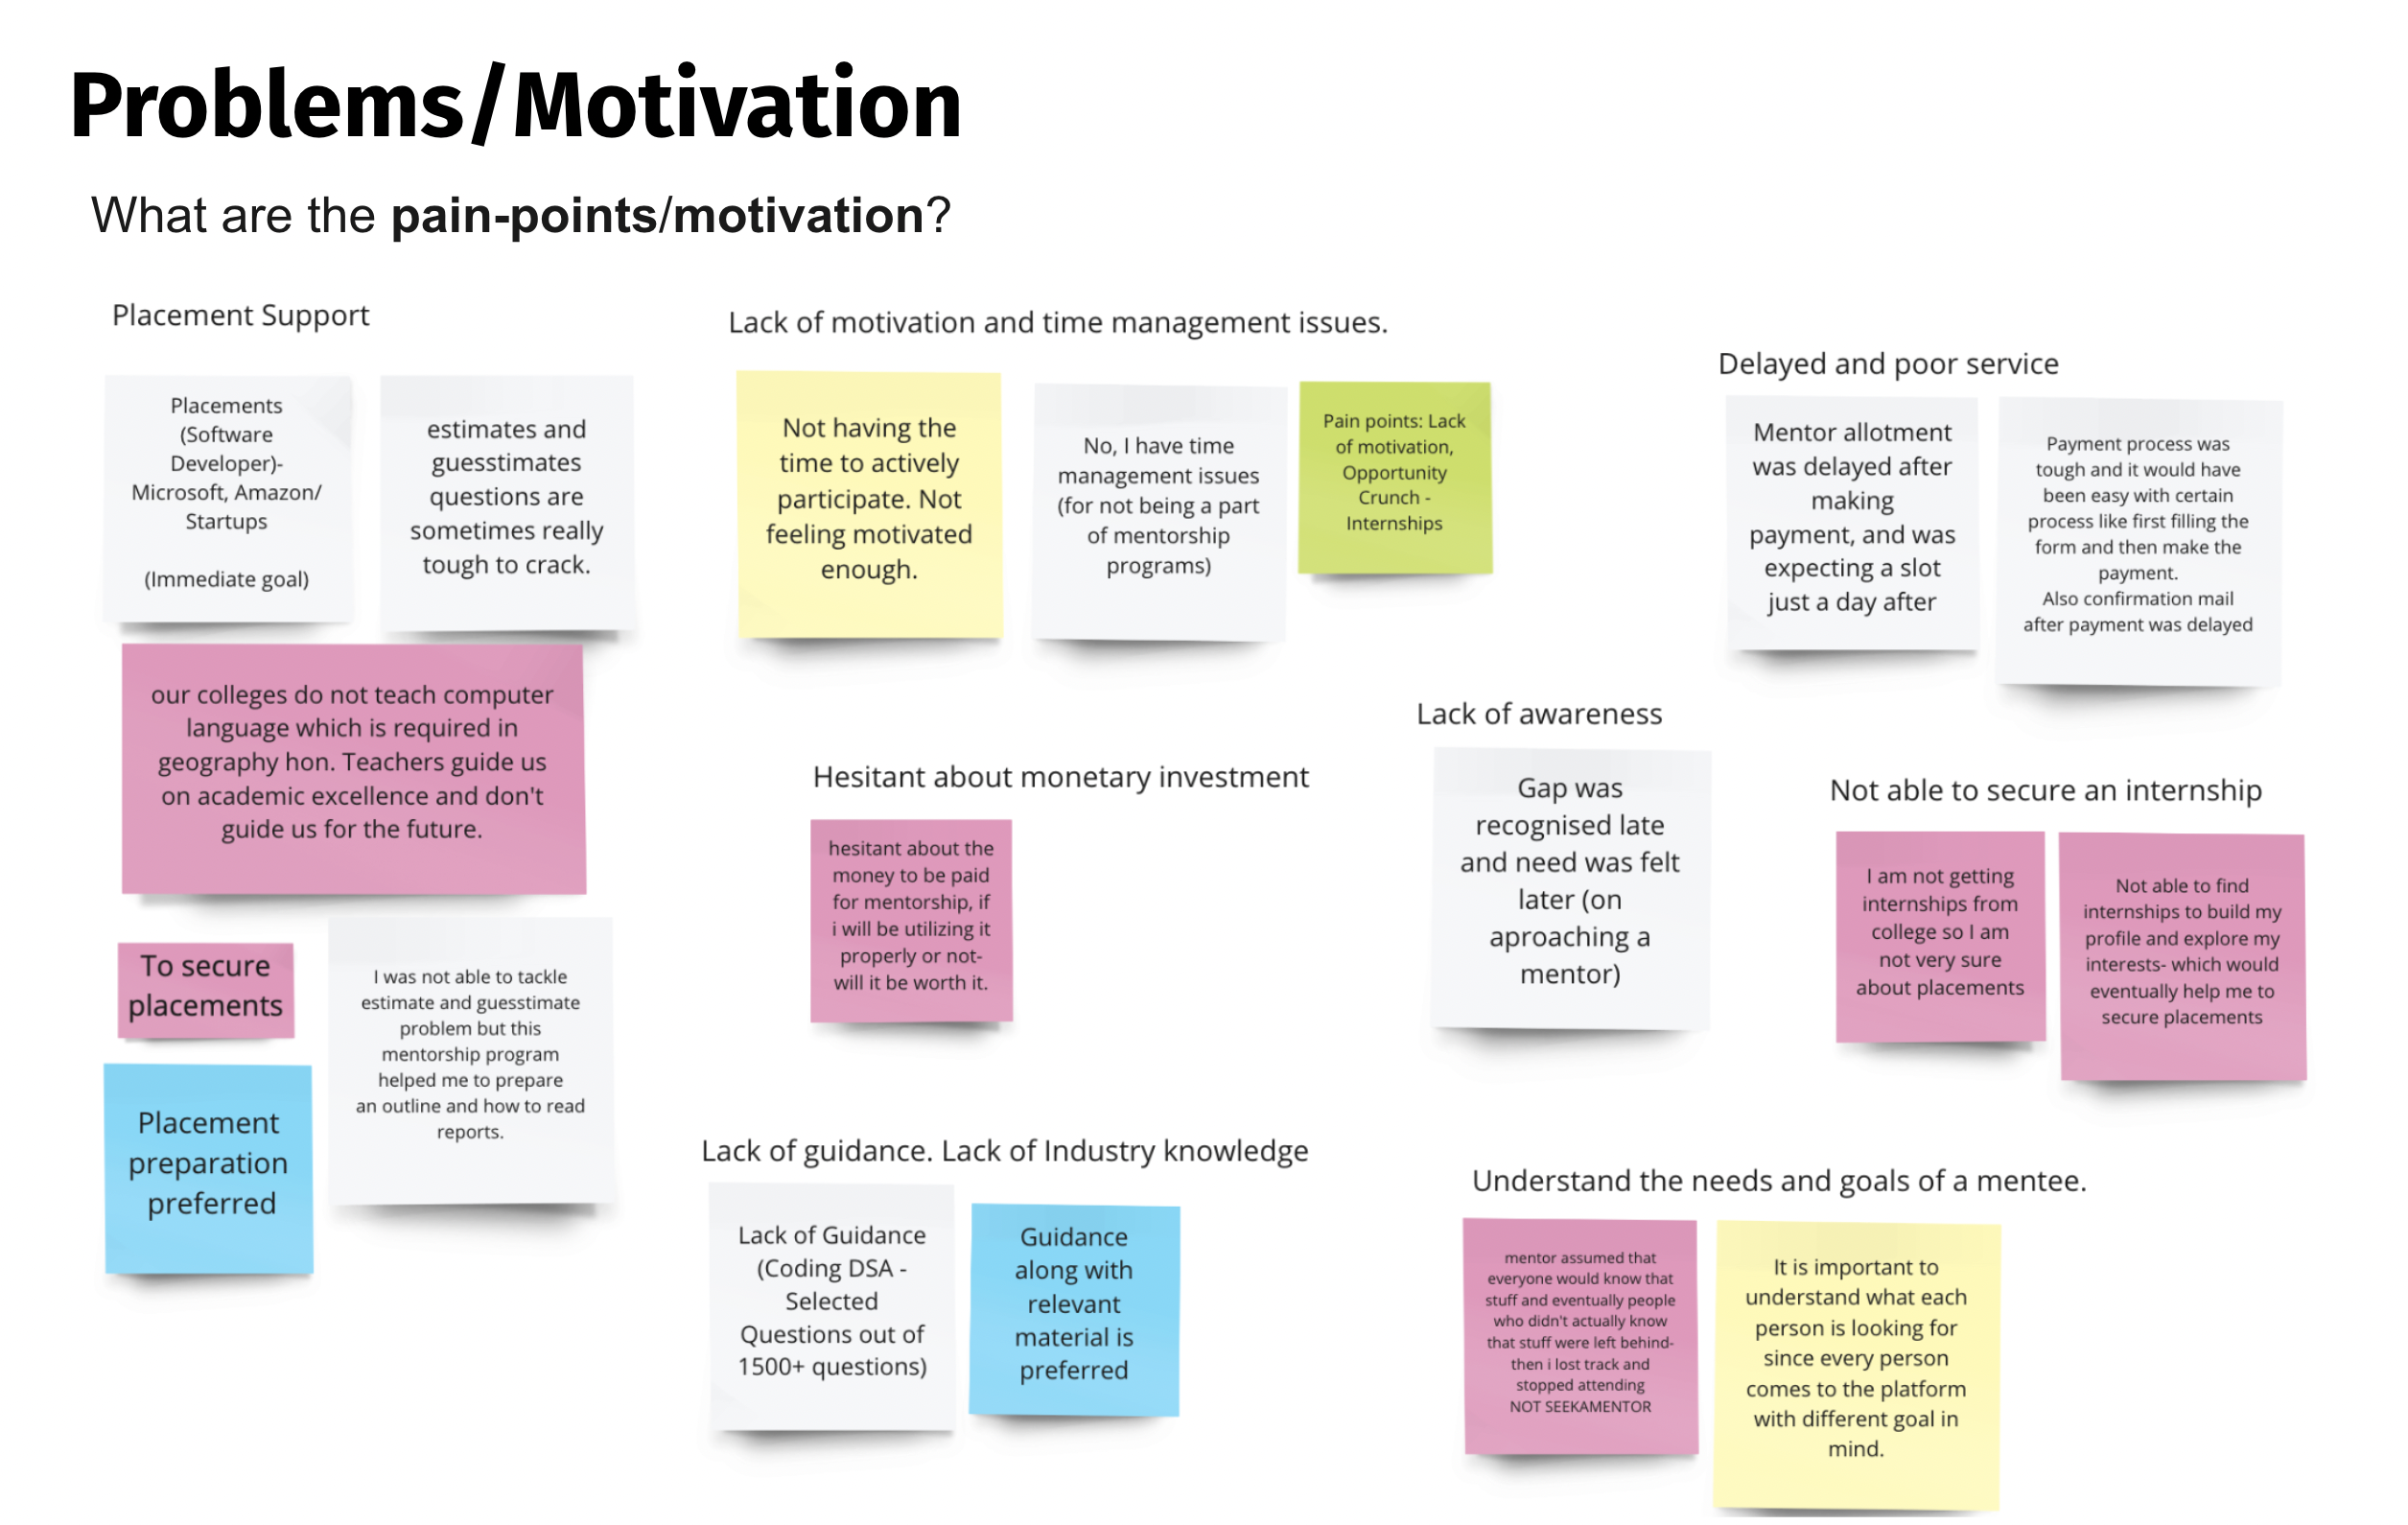 Problems/Motivation
What are the pain-points/motivation?
Placement Support
Placements
(Software
Developer)-
Microsoft, Amazon/
Startups
(Immediate goal)
estimates and
guesstimates
questions are
sometimes really
tough to crack.
our colleges do not teach computer
language which is required in
geography hon. Teachers guide us
on academic excellence and don't
guide us for the future.
To secure
placements
I was not able to tackle
estimate and guesstimate
problem but this
mentorship program
helped me to prepare
an outline and how to read
reports.
Placement
preparation
preferred
Lack of motivation and time management issues.
Not having the
time to actively
participate. Not
feeling motivated
enough.
No, I have time
management issues
(for not being a part
of mentorship
programs)
Pain points: Lack
of motivation,
Opportunity
Crunch -
Internships
Delayed and poor service
Mentor allotment
was delayed after
making
payment, and was
expecting a slot
just a day after
Payment process was
tough and it would have
been easy with certain
process like first filling the
form and then make the
payment.
Also confirmation mail
after payment was delayed
Hesitant about monetary investment
hesitant about the
money to be paid
for mentorship, if
i will be utilizing it
properly or not-
will it be worth it.
Lack of awareness
Gap was
recognised late
and need was felt
later (on
aproaching a
mentor)
Not able to secure an internship
I am not getting
internships from
college so I am
not very sure
about placements
Not able to find
internships to build my
profile and explore my
interests- which would
eventually help me to
secure placements
Lack of guidance. Lack of Industry knowledge
Lack of Guidance
(Coding DSA -
Selected
Questions out of
1500+ questions)
Guidance
along with
relevant
material is
preferred
Understand the needs and goals of a mentee.
mentor assumed that
everyone would know that
stuff and eventually people
who didn't actually know
that stuff were left behind-
then i lost track and
stopped attending
NOT SEEKAMENTOR
It is important to
understand what each
person is looking for
since every person
comes to the platform
with different goal in
mind.